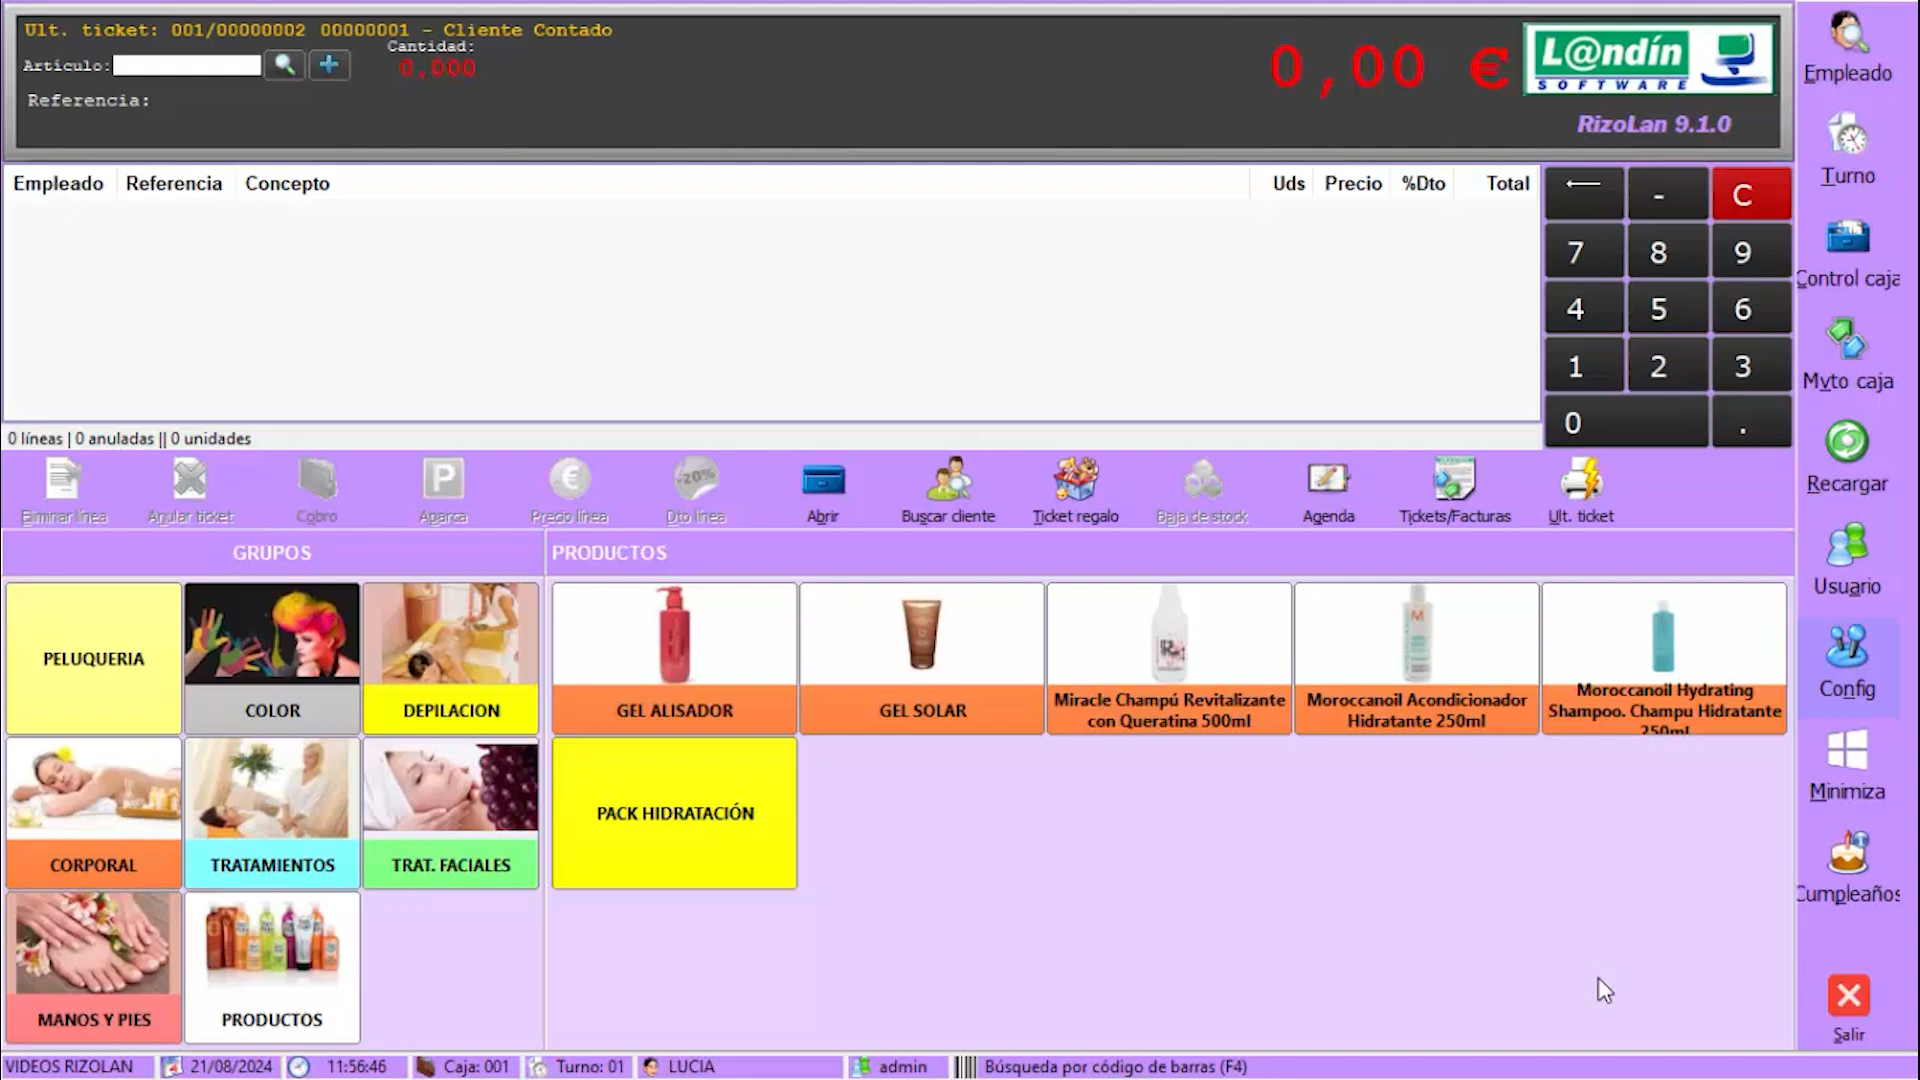 Ult. ticket: 001/00000002 00000001 - Cliente Contado
Cantidad:
Artículo:
0,000
Referencia:
0,00 €
L@ndín
SOFTWARE
RizoLan 9.1.0
Empleado
Turno
Control caja
Mvto caja
Recargar
Usuario
Config
Minimiza
Cumpleaños
Salir
Empleado Referencia Concepto Uds Precio %Dto Total
← - C
7 8 9
4 5 6
1 2 3
0 .
0 líneas | 0 anuladas || 0 unidades
P € -20%
Eliminar línea Anular ticket Cobro Aparca Precio línea Dto línea Abrir Buscar cliente Ticket regalo Baja de stock Agenda Tickets/Facturas Ult. ticket
GRUPOS PRODUCTOS
PELUQUERIA
COLOR
DEPILACION
CORPORAL
TRATAMIENTOS
TRAT. FACIALES
MANOS Y PIES
PRODUCTOS
GEL ALISADOR
GEL SOLAR
Miracle Champú Revitalizante
con Queratina 500ml
Moroccanoil Acondicionador
Hidratante 250ml
Moroccanoil Hydrating
Shampoo. Champu Hidratante
250ml
PACK HIDRATACIÓN
VIDEOS RIZOLAN 21/08/2024 11:56:46 Caja: 001 Turno: 01 LUCIA admin Búsqueda por código de barras (F4)